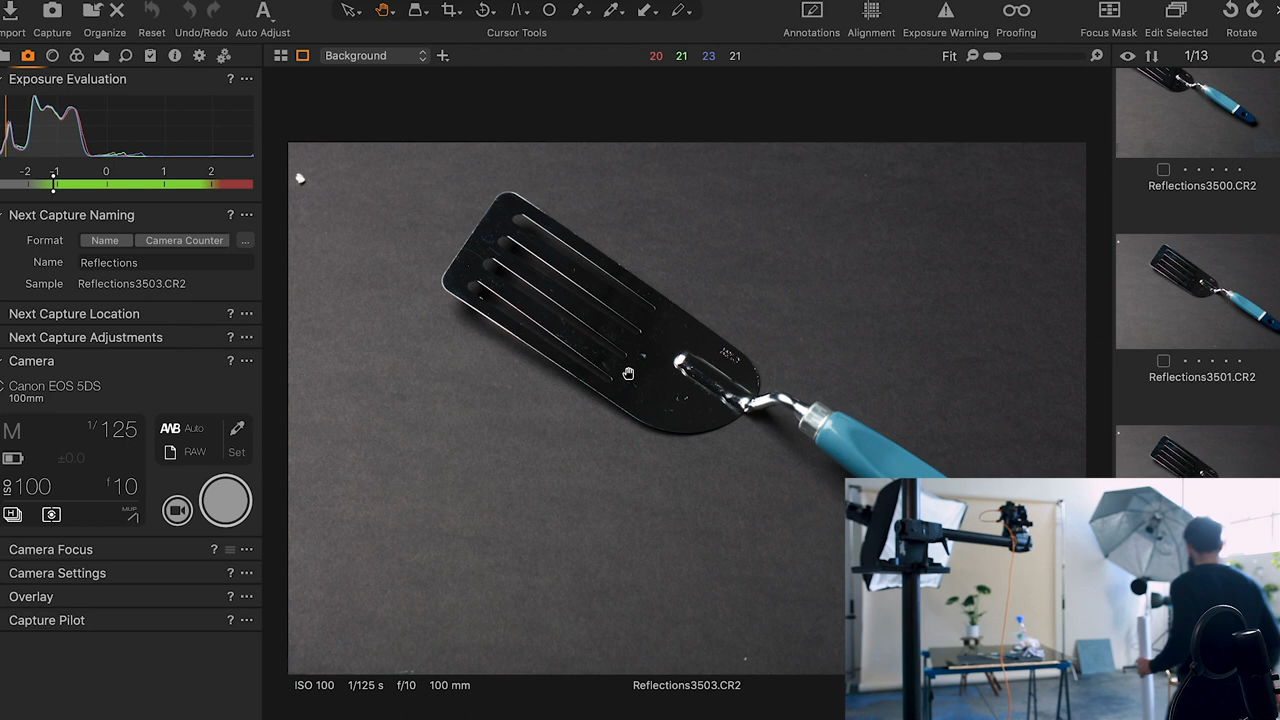 mport Capture Organize Reset Undo/Redo Auto Adjust Cursor Tools Annotations Alignment Exposure Warning Proofing Focus Mask Edit Selected Rotate
Background 20 21 23 21 Fit 1/13
Exposure Evaluation ?
-2 -1 0 1 2
Next Capture Naming ?
Format Name Camera Counter ...
Name Reflections
Sample Reflections3503.CR2
Next Capture Location ?
Next Capture Adjustments ?
Camera ?
Canon EOS 5DS
100mm
M 1/125 AWB Auto
±0.0 RAW Set
ISO 100 f10
H MUP
Camera Focus ?
Camera Settings ?
Overlay ?
Capture Pilot ?
ISO 100 1/125 s f/10 100 mm Reflections3503.CR2
Reflections3500.CR2
Reflections3501.CR2